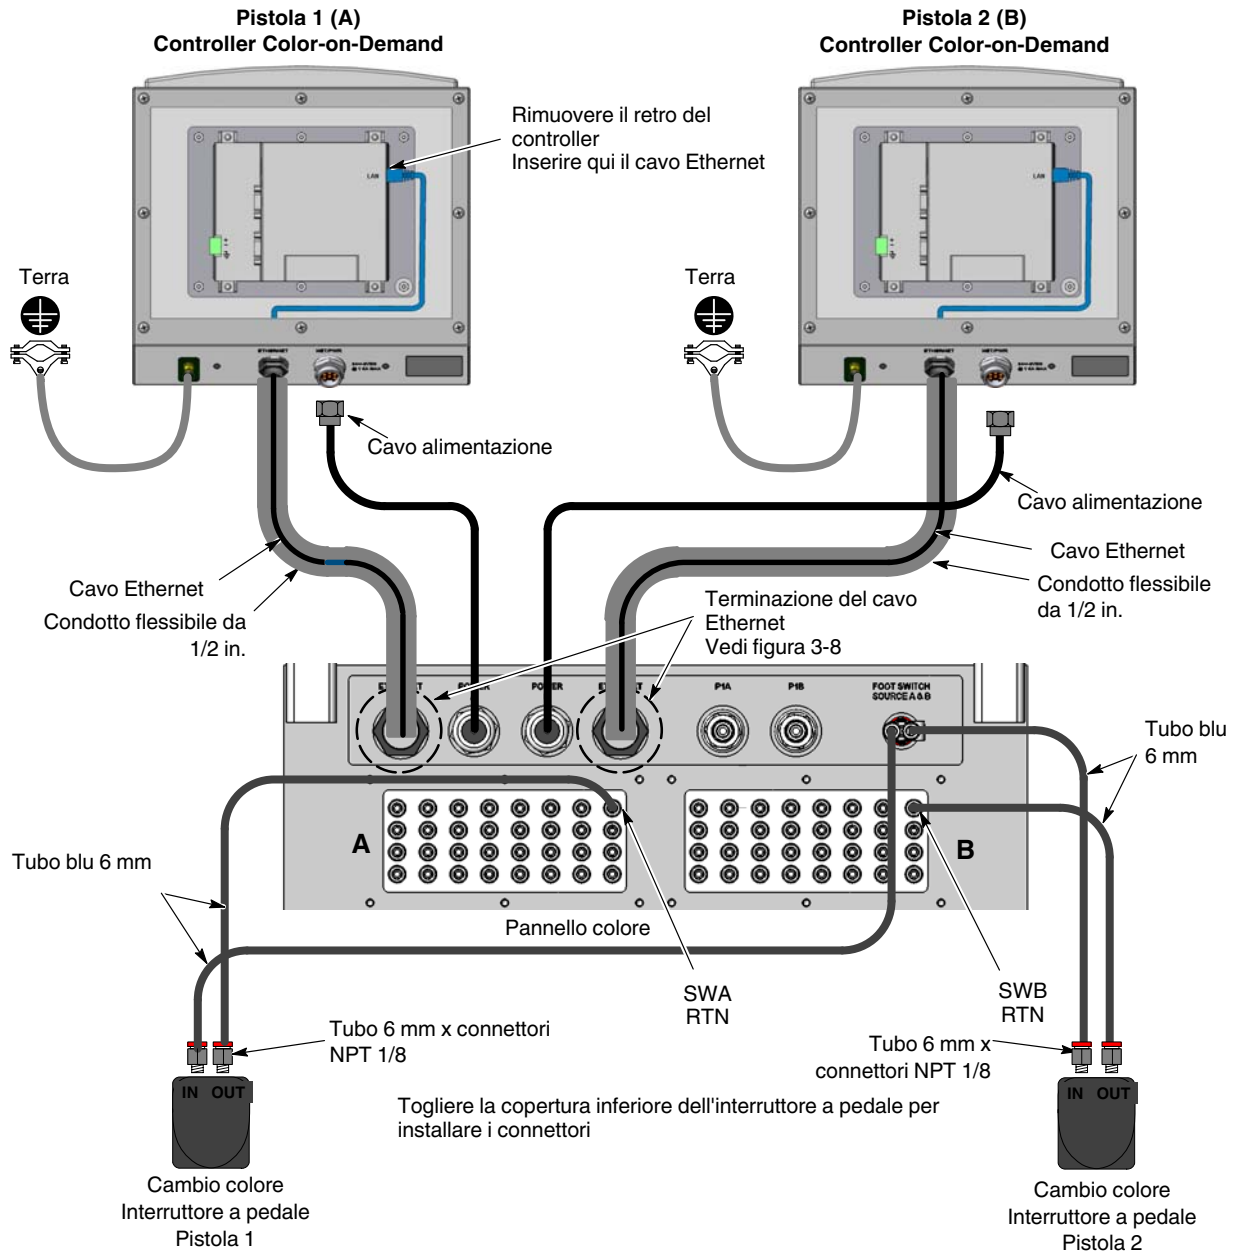 Pistola 1 (A)
Controller Color-on-Demand
Pistola 2 (B)
Controller Color-on-Demand
Rimuovere il retro del
controller
Inserire qui il cavo Ethernet
LAN
LAN
Terra
Terra
ETHERNET
NET/PWR
ETHERNET
NET/PWR
Cavo alimentazione
Cavo alimentazione
Cavo Ethernet
Condotto flessibile da
1/2 in.
Cavo Ethernet
Condotto flessibile
da 1/2 in.
Terminazione del cavo
Ethernet
Vedi figura 3-8
P1A
P1B
FOOT SWITCH
SOURCE A & B
Tubo blu
6 mm
A
B
Tubo blu 6 mm
Pannello colore
SWA
RTN
SWB
RTN
Tubo 6 mm x connettori
NPT 1/8
Tubo 6 mm x
connettori NPT 1/8
IN OUT
IN OUT
Togliere la copertura inferiore dell'interruttore a pedale per
installare i connettori
Cambio colore
Interruttore a pedale
Pistola 1
Cambio colore
Interruttore a pedale
Pistola 2